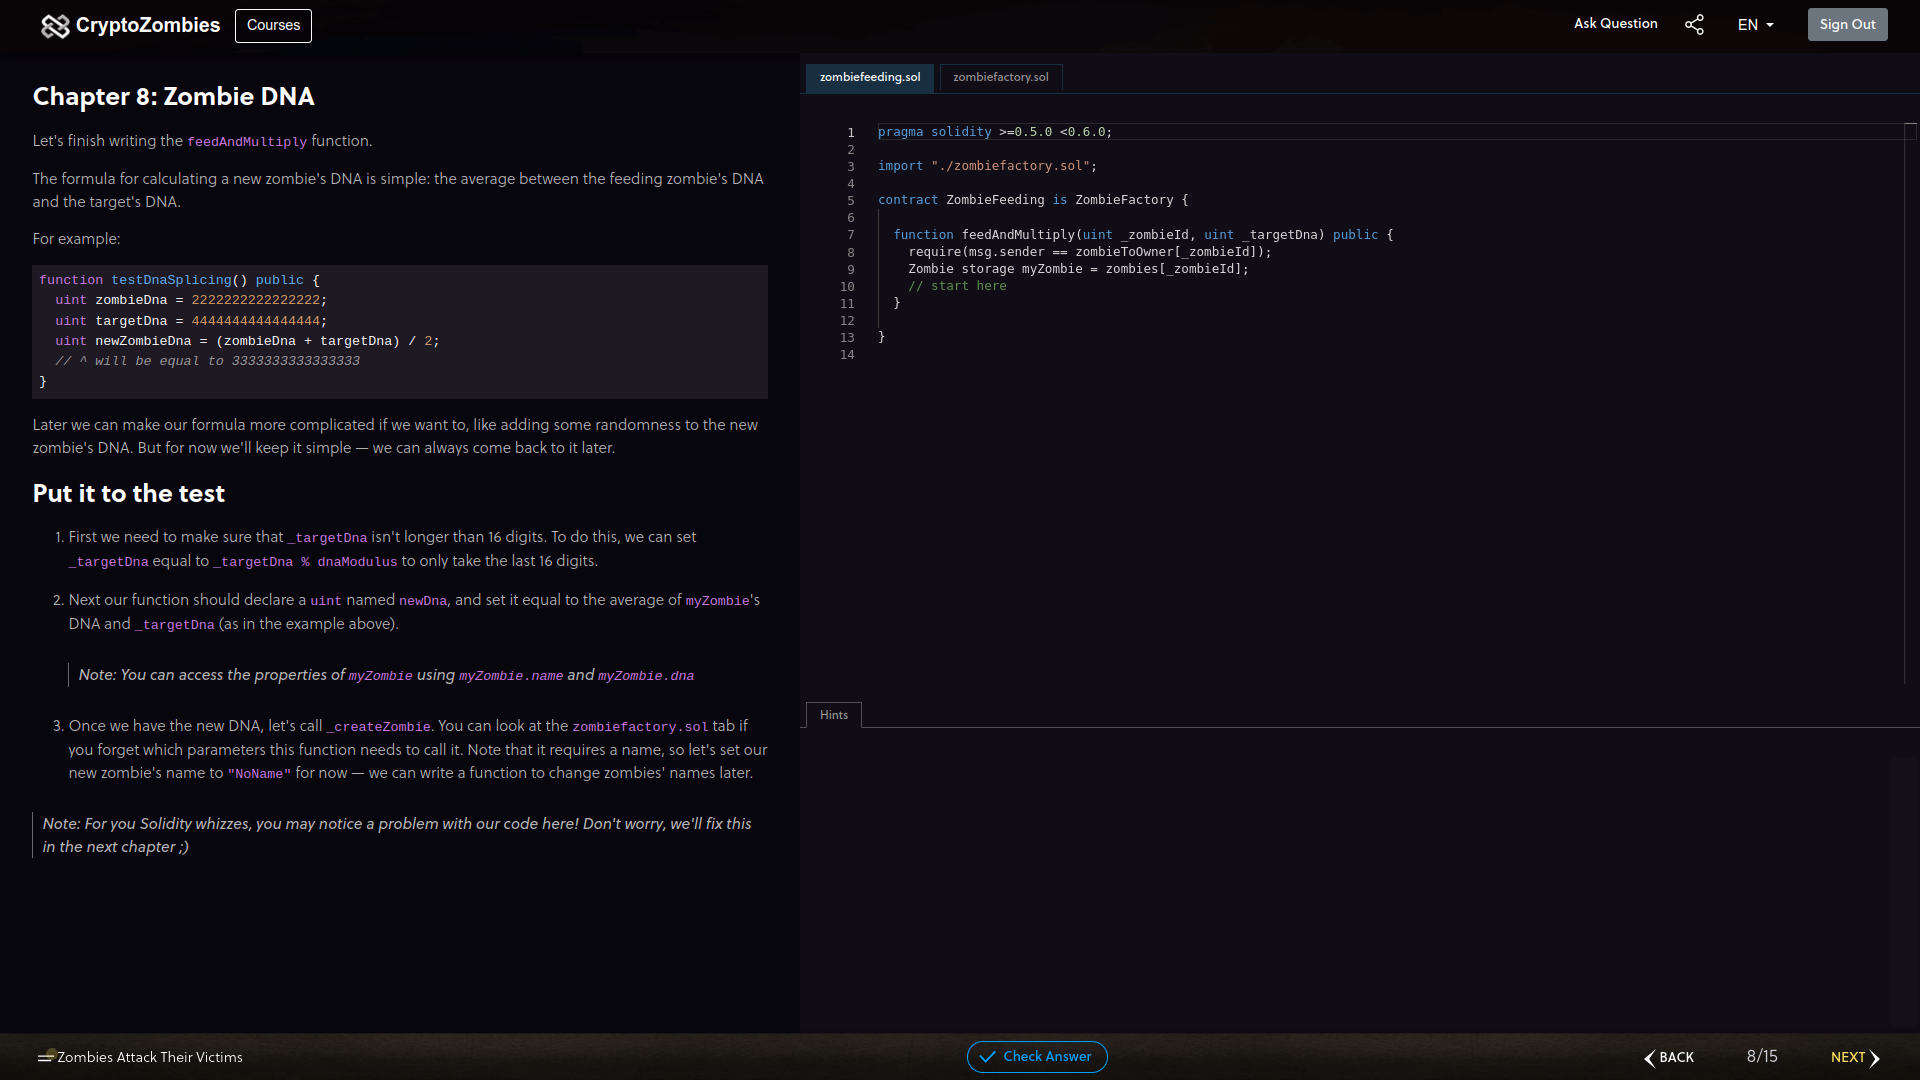 CryptoZombies
Courses
Ask Question
EN
Sign Out
Chapter 8: Zombie DNA
Let's finish writing the feedAndMultiply function.
The formula for calculating a new zombie's DNA is simple: the average between the feeding zombie's DNA
and the target's DNA.
For example:
function testDnaSplicing() public {
  uint zombieDna = 2222222222222222;
  uint targetDna = 4444444444444444;
  uint newZombieDna = (zombieDna + targetDna) / 2;
  // ^ will be equal to 3333333333333333
}
Later we can make our formula more complicated if we want to, like adding some randomness to the new
zombie's DNA. But for now we'll keep it simple — we can always come back to it later.
Put it to the test
1. First we need to make sure that _targetDna isn't longer than 16 digits. To do this, we can set
_targetDna equal to _targetDna % dnaModulus to only take the last 16 digits.
2. Next our function should declare a uint named newDna, and set it equal to the average of myZombie's
DNA and _targetDna (as in the example above).
Note: You can access the properties of myZombie using myZombie.name and myZombie.dna
3. Once we have the new DNA, let's call _createZombie. You can look at the zombiefactory.sol tab if
you forget which parameters this function needs to call it. Note that it requires a name, so let's set our
new zombie's name to "NoName" for now — we can write a function to change zombies' names later.
Note: For you Solidity whizzes, you may notice a problem with our code here! Don't worry, we'll fix this
in the next chapter ;)
zombiefeeding.sol
zombiefactory.sol
1 pragma solidity >=0.5.0 <0.6.0;
2
3 import "./zombiefactory.sol";
4
5 contract ZombieFeeding is ZombieFactory {
6
7   function feedAndMultiply(uint _zombieId, uint _targetDna) public {
8     require(msg.sender == zombieToOwner[_zombieId]);
9     Zombie storage myZombie = zombies[_zombieId];
10     // start here
11   }
12
13 }
14
Hints
Zombies Attack Their Victims
Check Answer
BACK
8/15
NEXT